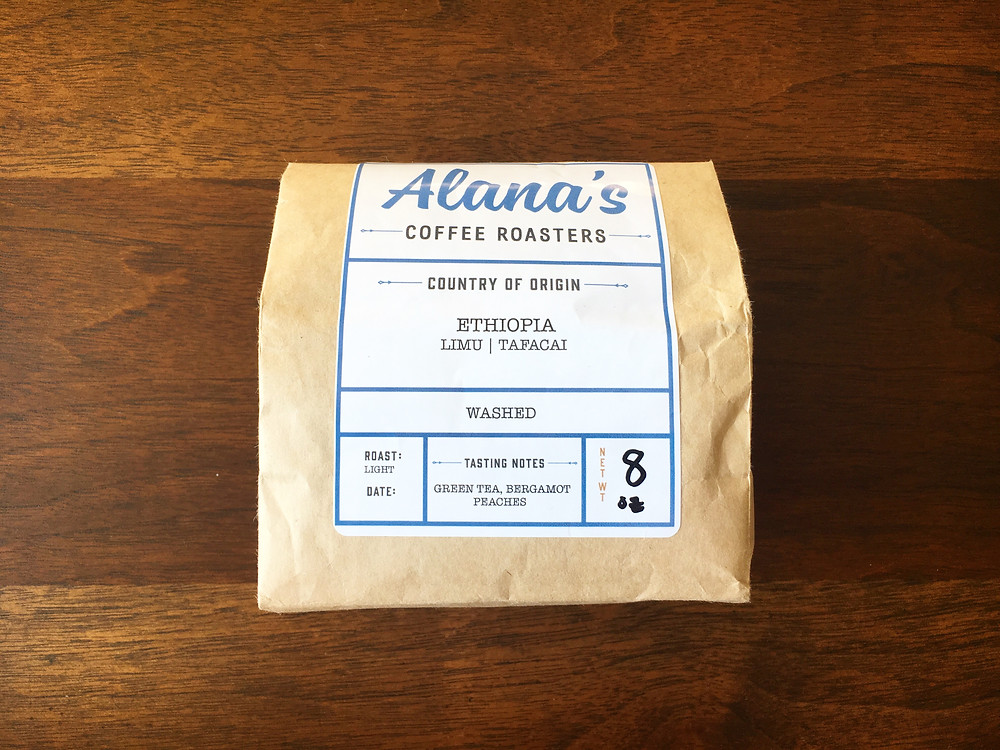 Alana's
COFFEE ROASTERS
COUNTRY OF ORIGIN
ETHIOPIA
LIMU | TAFACAI
WASHED
ROAST:
LIGHT
DATE:
TASTING NOTES
GREEN TEA, BERGAMOT
PEACHES
NET WT
8
oz